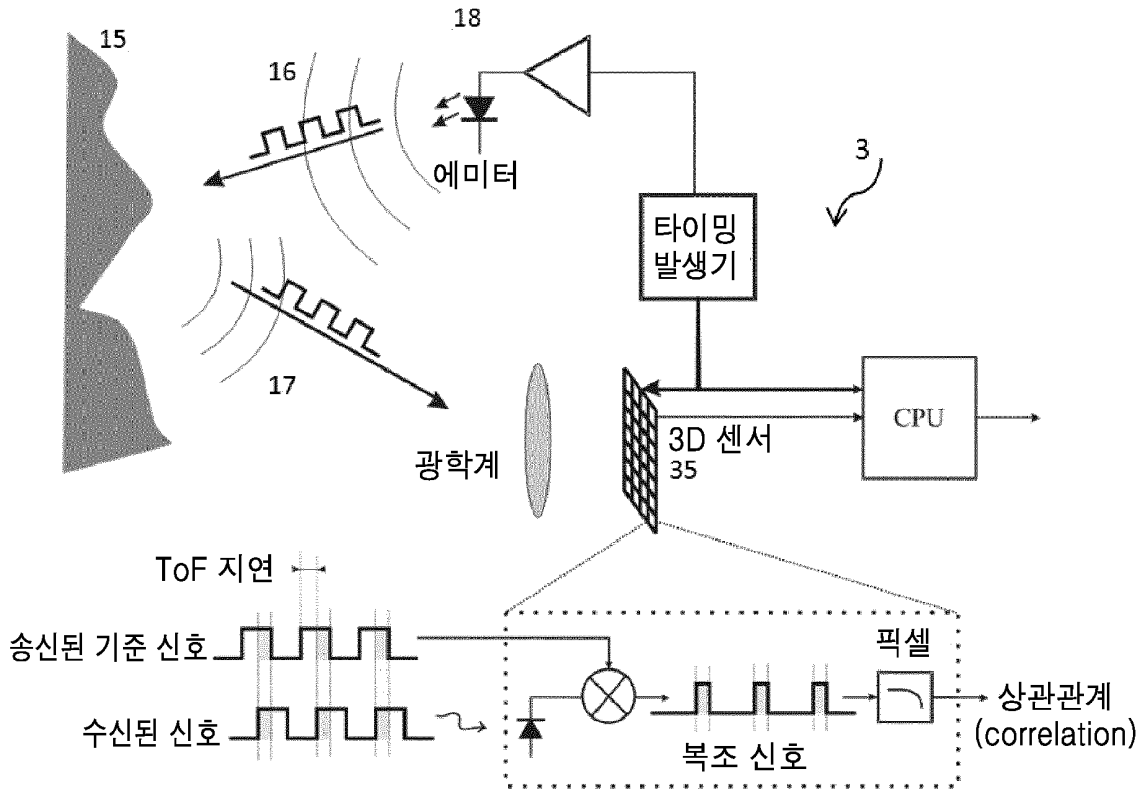 15
16
18
에미터
3
타이밍
발생기
17
광학계
3D 센서
35
CPU
ToF 지연
송신된 기준 신호
수신된 신호
픽셀
복조 신호
상관관계
(correlation)